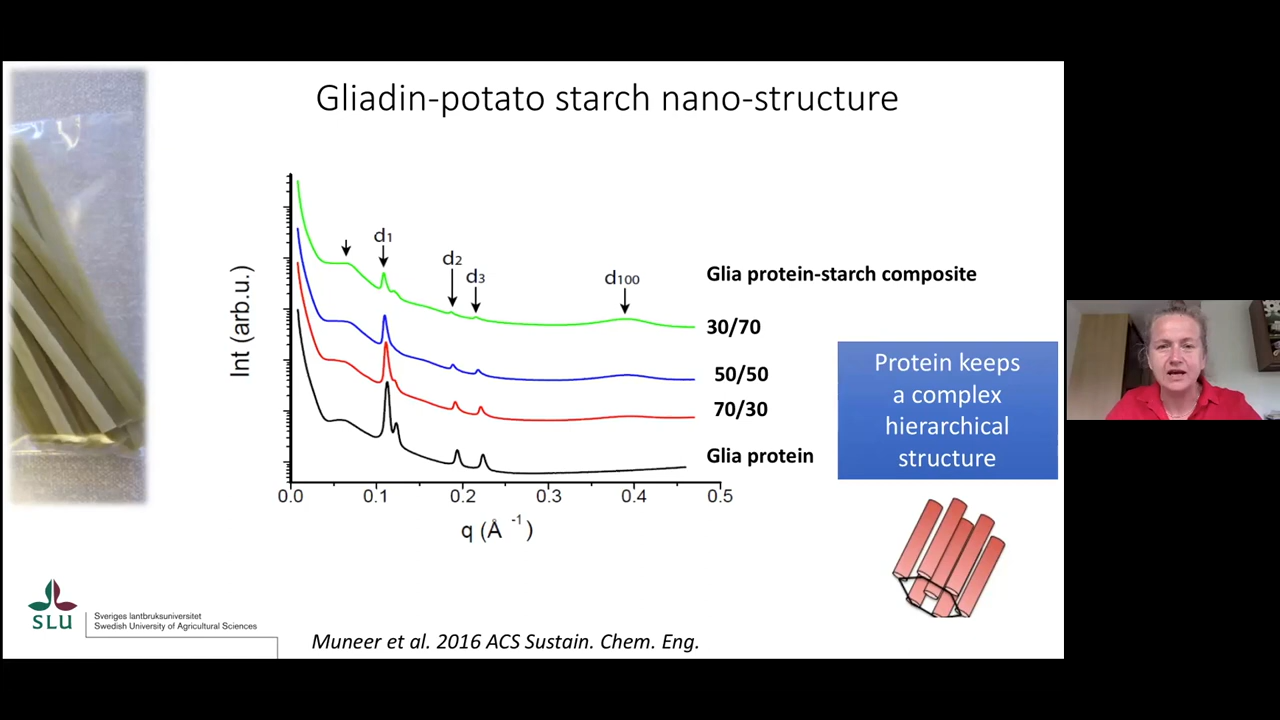 Gliadin-potato starch nano-structure
Int (arb.u.)
d1
d2
d3
d100
0.0 0.1 0.2 0.3 0.4 0.5
q (Å -1)
Glia protein-starch composite
30/70
50/50
70/30
Glia protein
Protein keeps
a complex
hierarchical
structure
SLU
Sveriges lantbruksuniversitet
Swedish University of Agricultural Sciences
Muneer et al. 2016 ACS Sustain. Chem. Eng.